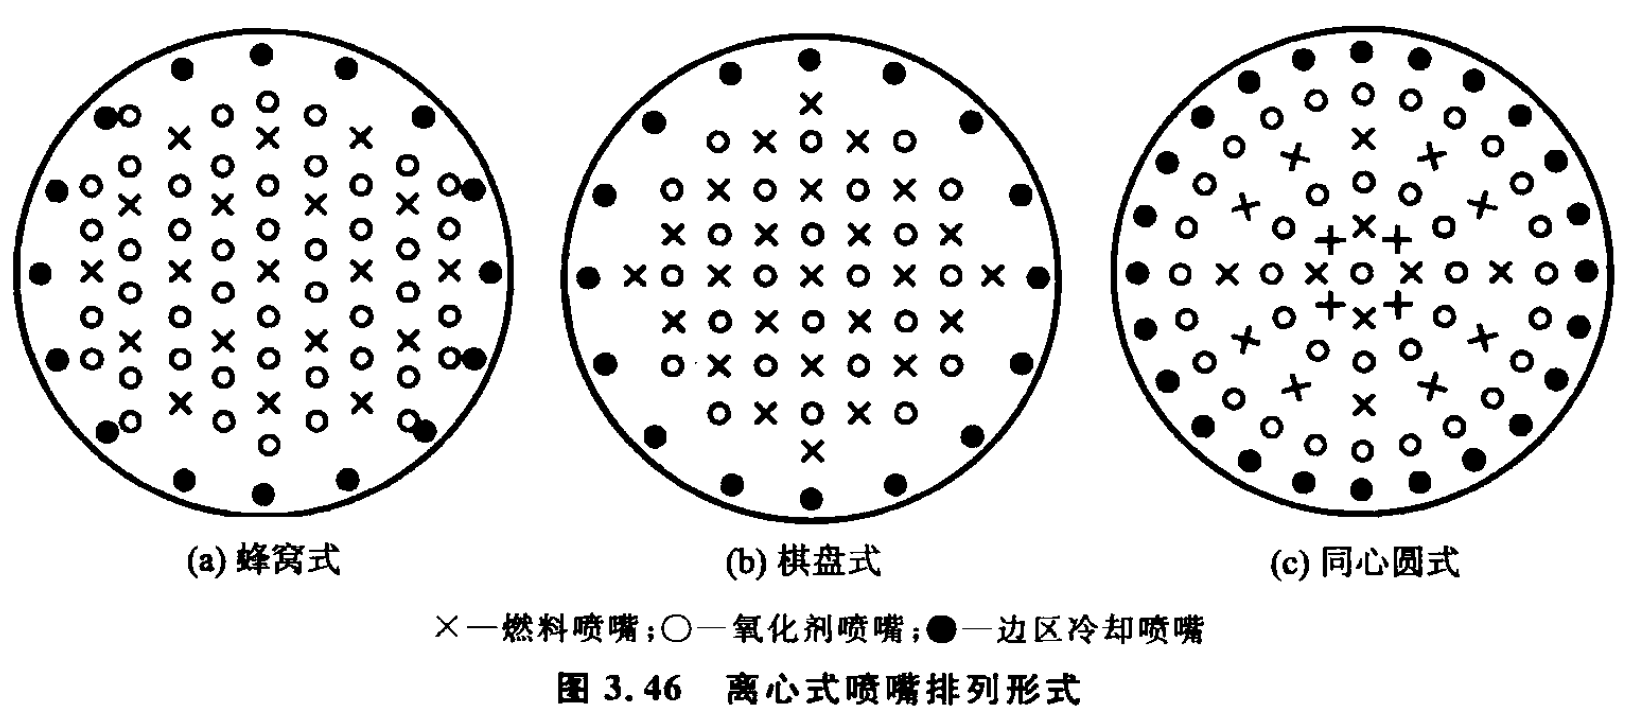 (a) 蜂窝式
(b) 棋盘式
(c) 同心圆式
×—燃料喷嘴;○—氧化剂喷嘴;●—边区冷却喷嘴
图 3.46 离心式喷嘴排列形式